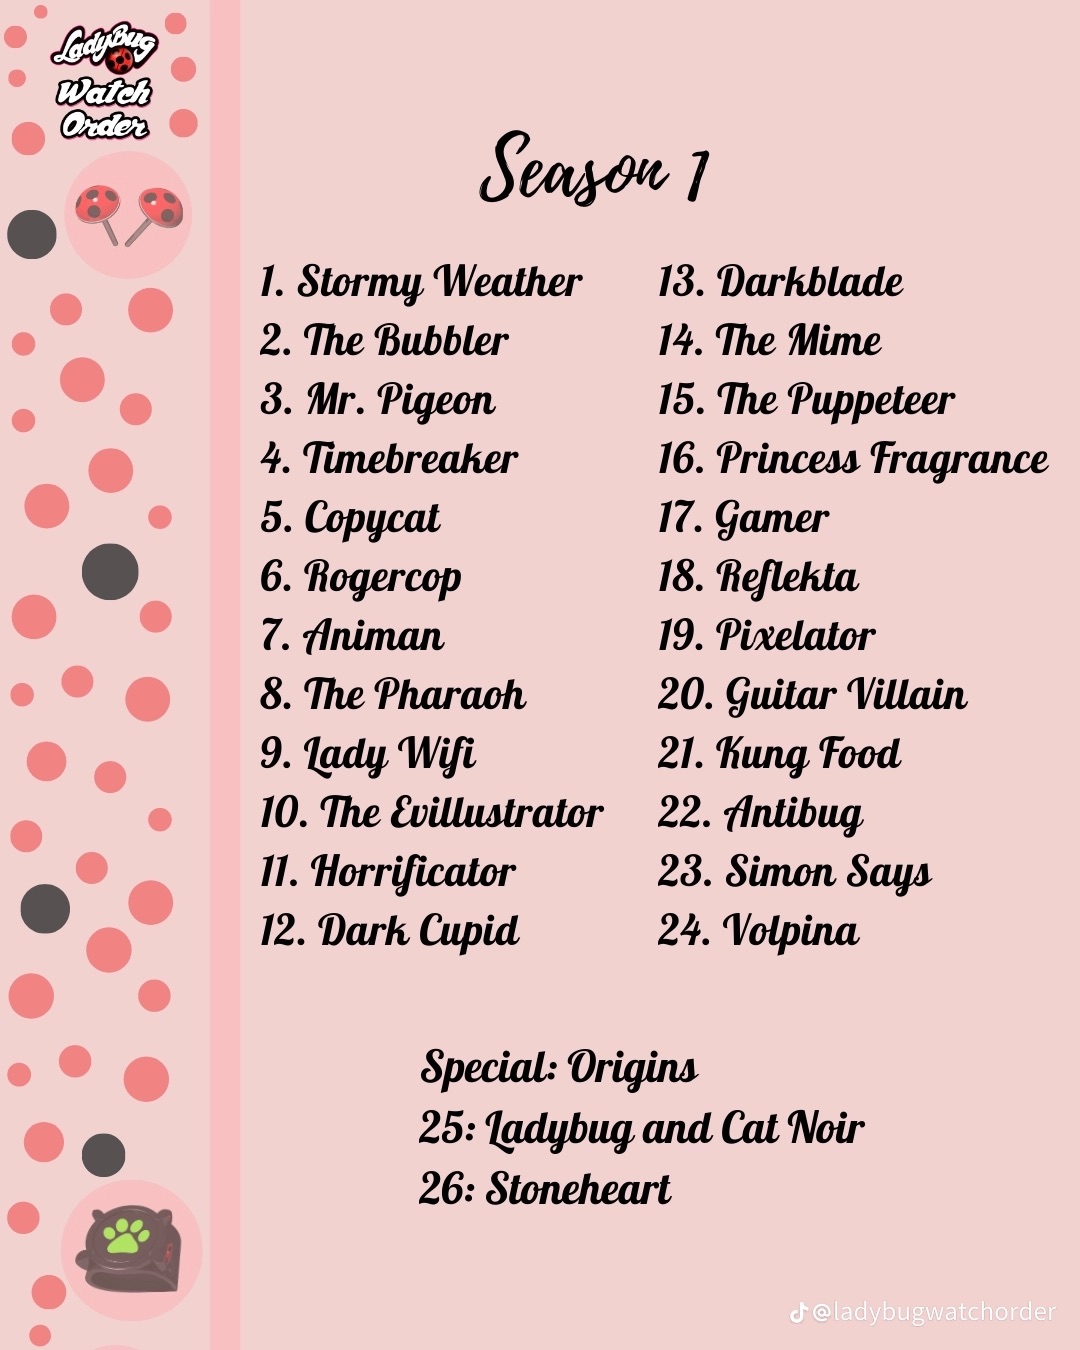 LadyBug
Watch
Order
Season 1
1. Stormy Weather
2. The Bubbler
3. Mr. Pigeon
4. Timebreaker
5. Copycat
6. Rogercop
7. Animan
8. The Pharaoh
9. Lady Wifi
10. The Evillustrator
11. Horrificator
12. Dark Cupid
13. Darkblade
14. The Mime
15. The Puppeteer
16. Princess Fragrance
17. Gamer
18. Reflekta
19. Pixelator
20. Guitar Villain
21. Kung Food
22. Antibug
23. Simon Says
24. Volpina
Special: Origins
25: Ladybug and Cat Noir
26: Stoneheart
@ladybugwatchorder